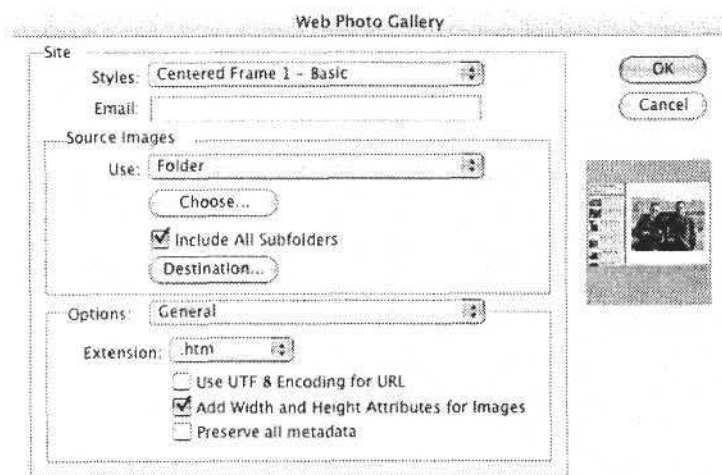 Web Photo Gallery
Site
Styles: Centered Frame 1 - Basic
OK
Email:
Cancel
Source Images
Use: Folder
Choose...
Include All Subfolders
Destination...
Options: General
Extension: .htm
Use UTF 8 Encoding for URL
Add Width and Height Attributes for Images
Preserve all metadata